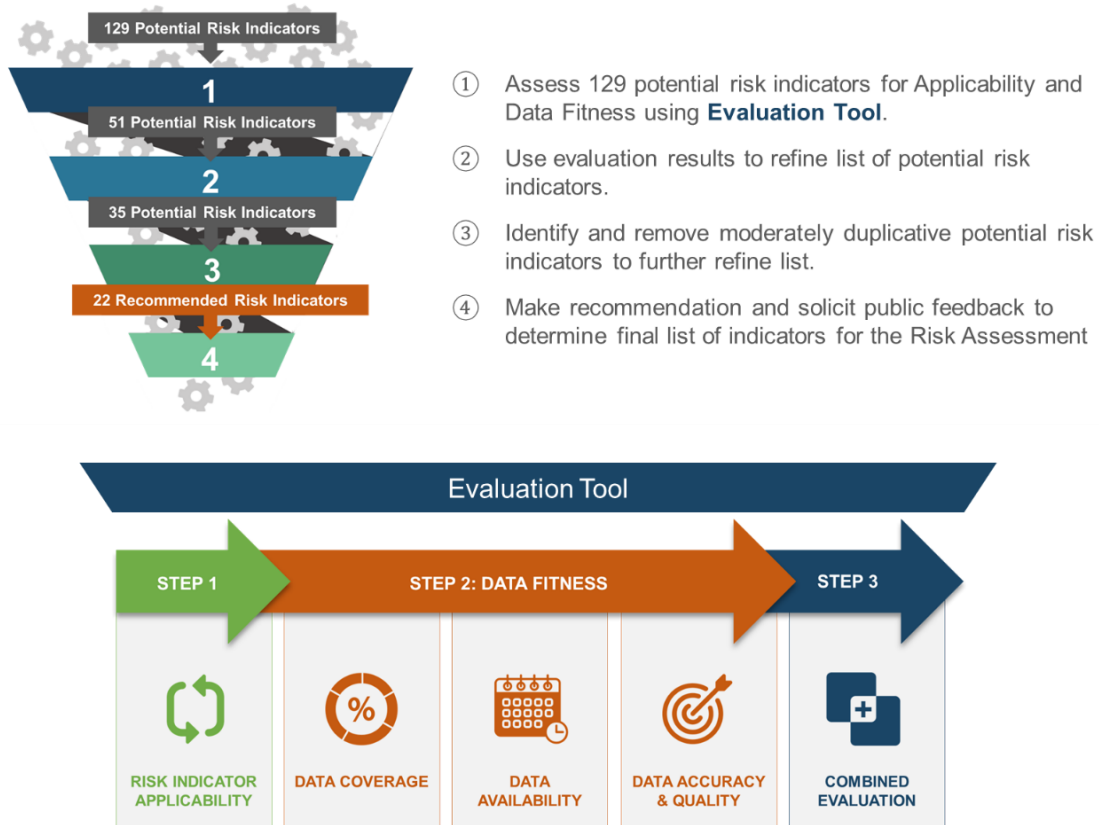 129 Potential Risk Indicators
1
51 Potential Risk Indicators
2
35 Potential Risk Indicators
3
22 Recommended Risk Indicators
4
① Assess 129 potential risk indicators for Applicability and
Data Fitness using Evaluation Tool.
② Use evaluation results to refine list of potential risk
indicators.
③ Identify and remove moderately duplicative potential risk
indicators to further refine list.
④ Make recommendation and solicit public feedback to
determine final list of indicators for the Risk Assessment
Evaluation Tool
STEP 1
STEP 2: DATA FITNESS
STEP 3
%
RISK INDICATOR
APPLICABILITY
DATA COVERAGE
DATA
AVAILABILITY
DATA ACCURACY
& QUALITY
COMBINED
EVALUATION